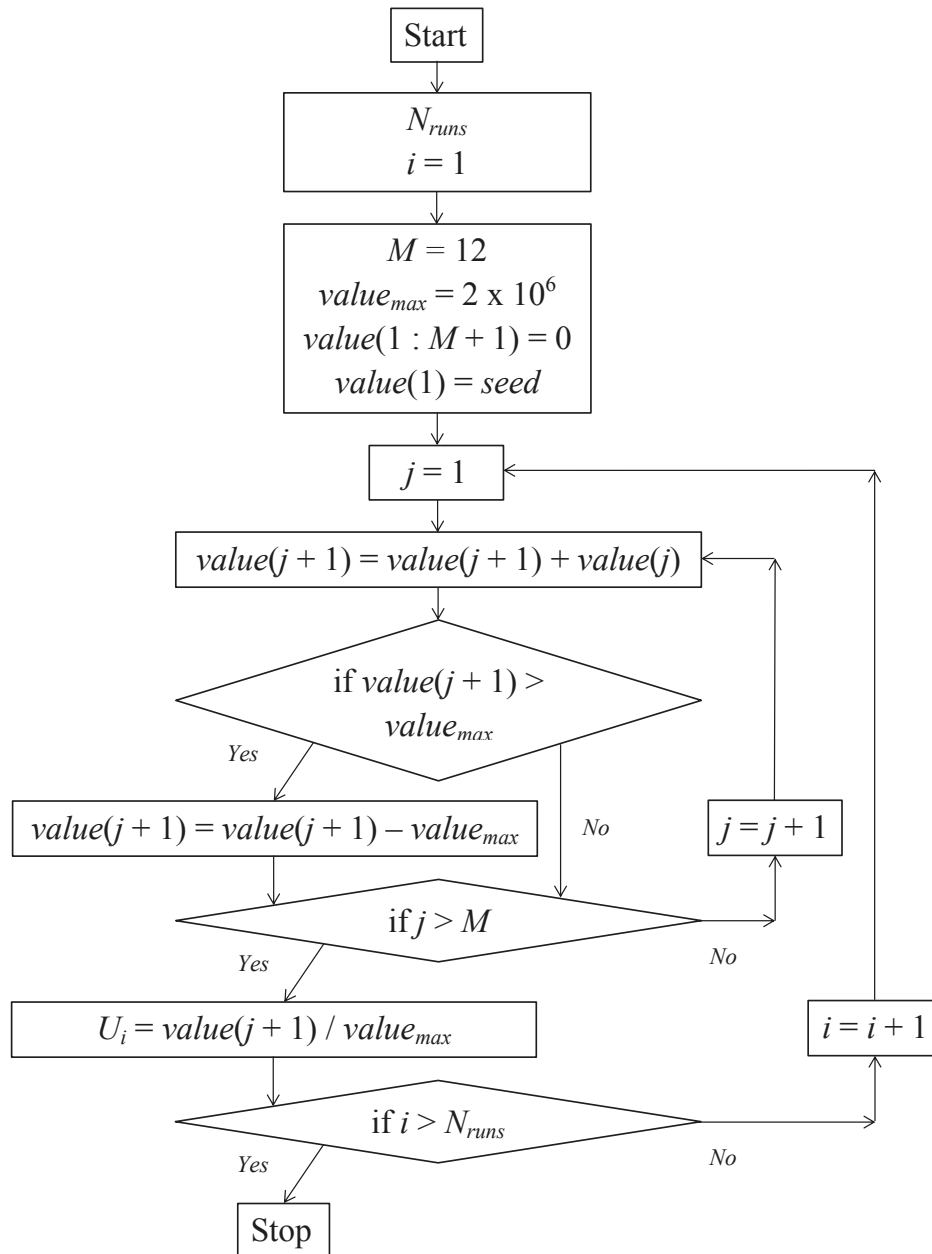 Start
N_runs
i = 1
M = 12
value_max = 2 x 10⁶
value(1 : M + 1) = 0
value(1) = seed
j = 1
value(j + 1) = value(j + 1) + value(j)
if value(j + 1) >
value_max
Yes
No
value(j + 1) = value(j + 1) – value_max
j = j + 1
if j > M
Yes
No
U_i = value(j + 1) / value_max
i = i + 1
if i > N_runs
Yes
No
Stop